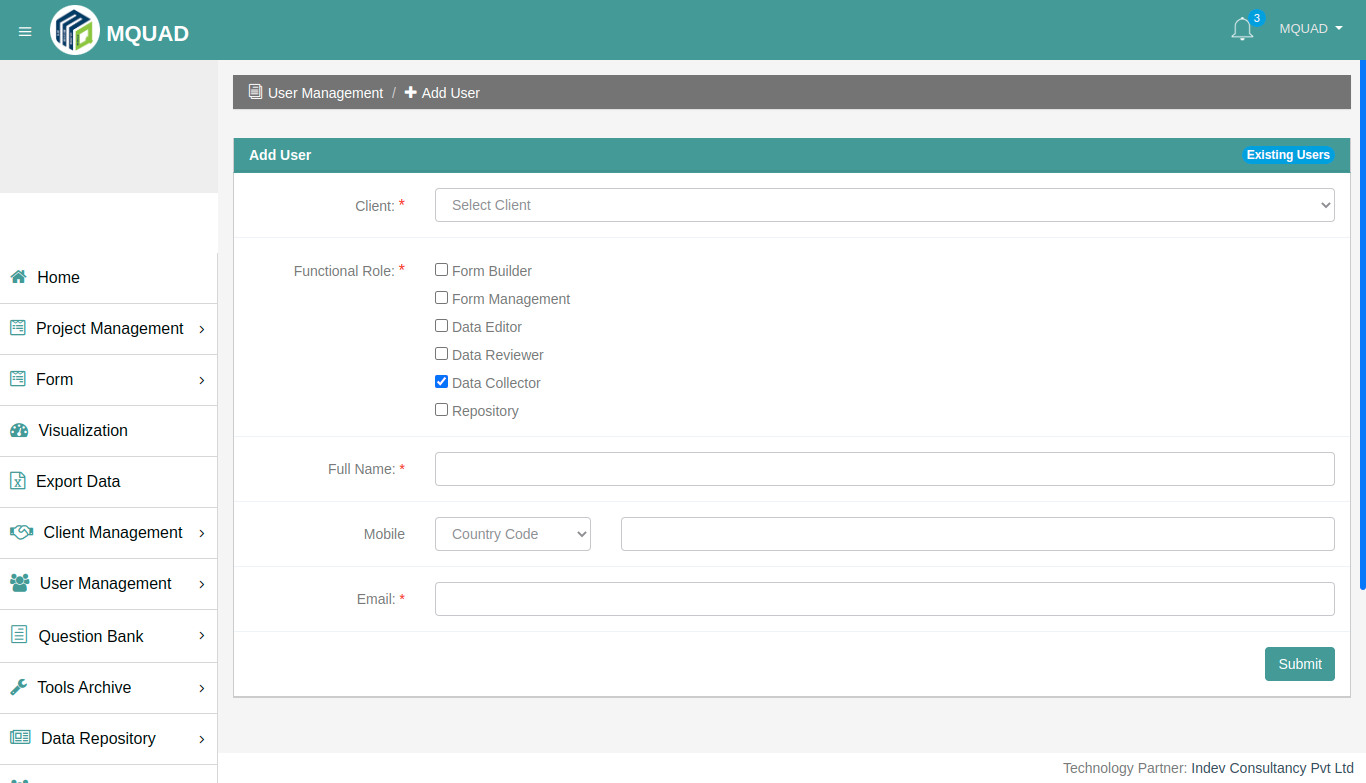 MQUAD
3
MQUAD
User Management / Add User
Add User
Existing Users
Client: *
Select Client
Functional Role: *
Form Builder
Form Management
Data Editor
Data Reviewer
Data Collector
Repository
Full Name: *
Mobile
Country Code
Email: *
Submit
Home
Project Management
Form
Visualization
Export Data
Client Management
User Management
Question Bank
Tools Archive
Data Repository
Technology Partner: Indev Consultancy Pvt Ltd